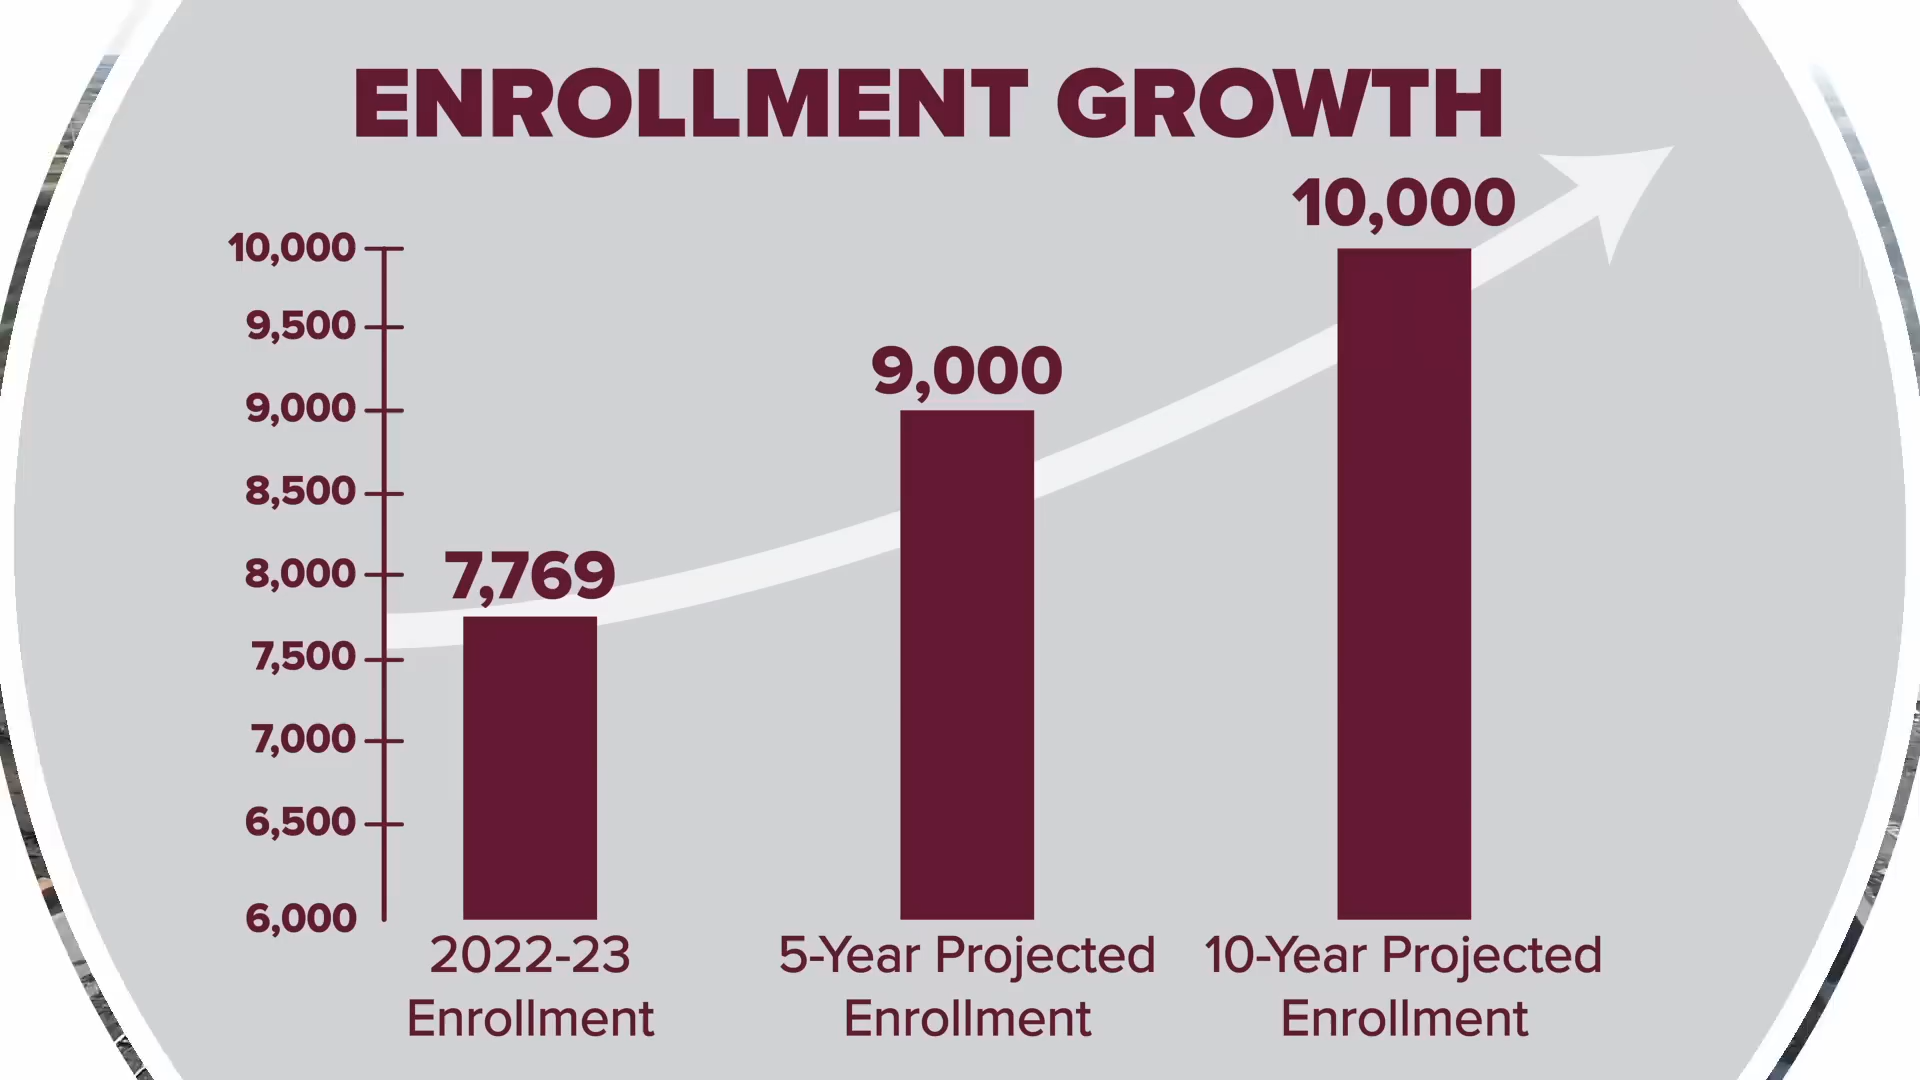 ENROLLMENT GROWTH
10,000
9,500
9,000
8,500
8,000
7,500
7,000
6,500
6,000
7,769
9,000
10,000
2022-23
Enrollment
5-Year Projected
Enrollment
10-Year Projected
Enrollment